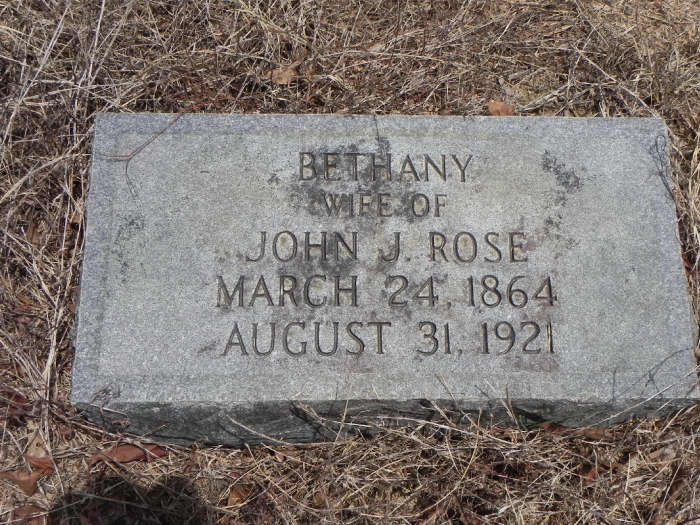 BETHANY
WIFE OF
JOHN J. ROSE
MARCH 24, 1864
AUGUST 31, 1921